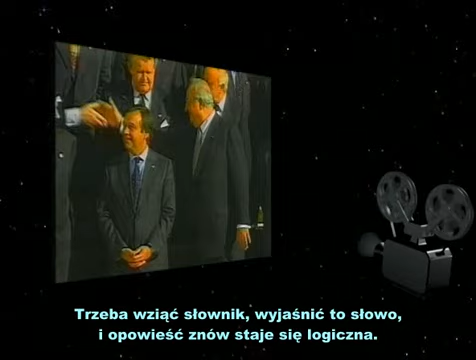 Trzeba wziąć słownik, wyjaśnić to słowo,
i opowieść znów staje się logiczna.